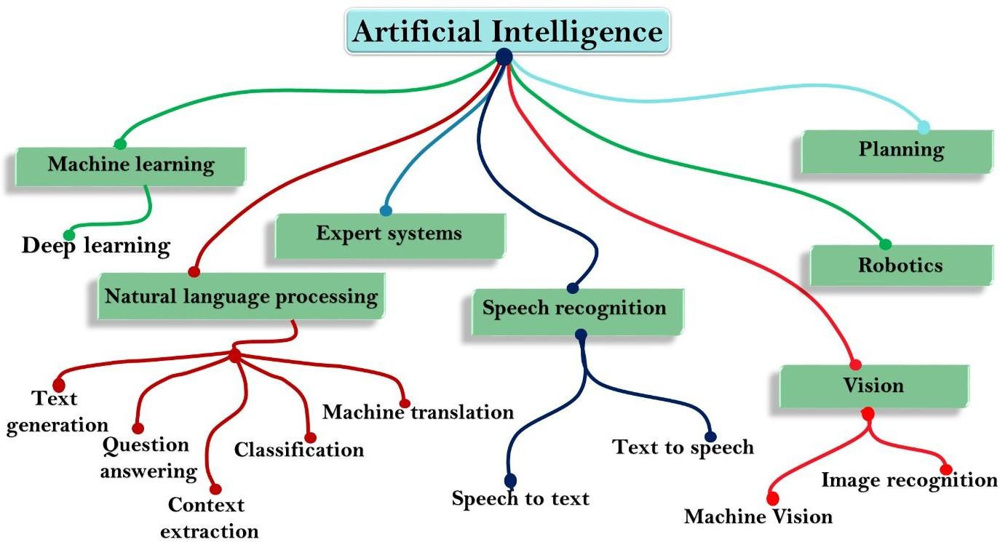 Artificial Intelligence
Machine learning
Planning
Deep learning
Expert systems
Robotics
Natural language processing
Speech recognition
Vision
Text
generation
Question
answering
Context
extraction
Classification
Machine translation
Speech to text
Text to speech
Machine Vision
Image recognition